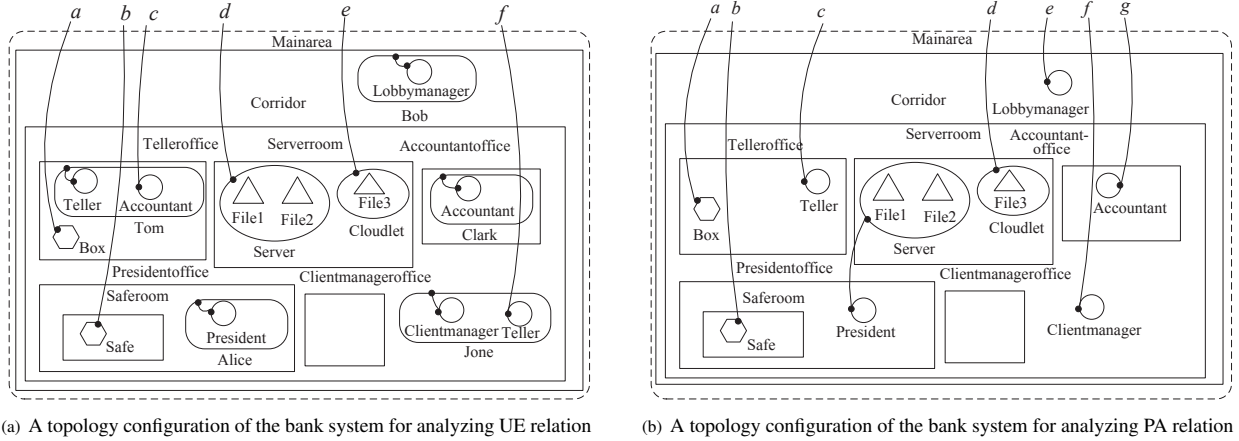 a b c d e f
Mainarea
Lobbymanager
Bob
Corridor
Telleroffice
Serverroom
Accountantoffice
Teller
Accountant
Tom
Box
File1
File2
File3
Server
Cloudlet
Accountant
Clark
Presidentoffice
Clientmanageroffice
Saferoom
Safe
President
Alice
Clientmanager
Teller
Jone
(a) A topology configuration of the bank system for analyzing UE relation
a b c d e f g
Mainarea
Lobbymanager
Corridor
Telleroffice
Serverroom
Accountant-
office
Teller
Box
File1
File2
File3
Server
Cloudlet
Accountant
Presidentoffice
Clientmanageroffice
Saferoom
Safe
President
Clientmanager
(b) A topology configuration of the bank system for analyzing PA relation